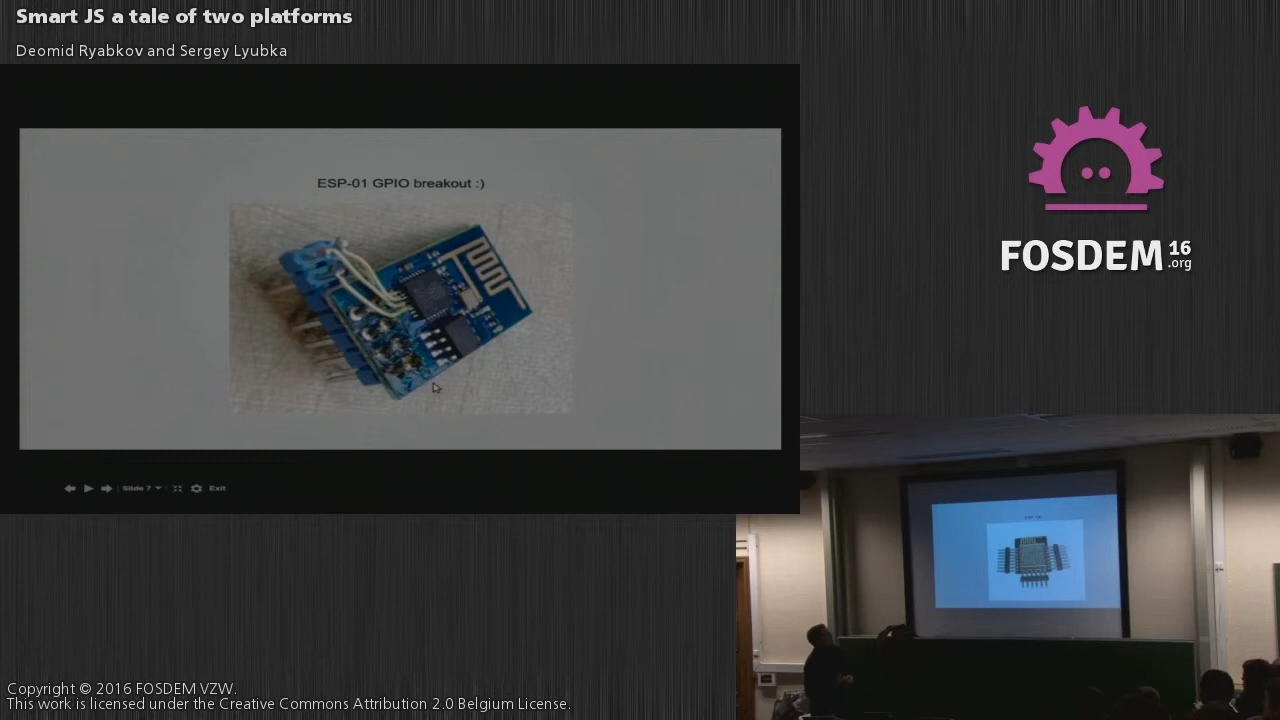 Smart JS a tale of two platforms
Deomid Ryabkov and Sergey Lyubka
ESP-01 GPIO breakout :)
Slide 7
Exit
FOSDEM 16
.org
Copyright © 2016 FOSDEM VZW.
This work is licensed under the Creative Commons Attribution 2.0 Belgium License.